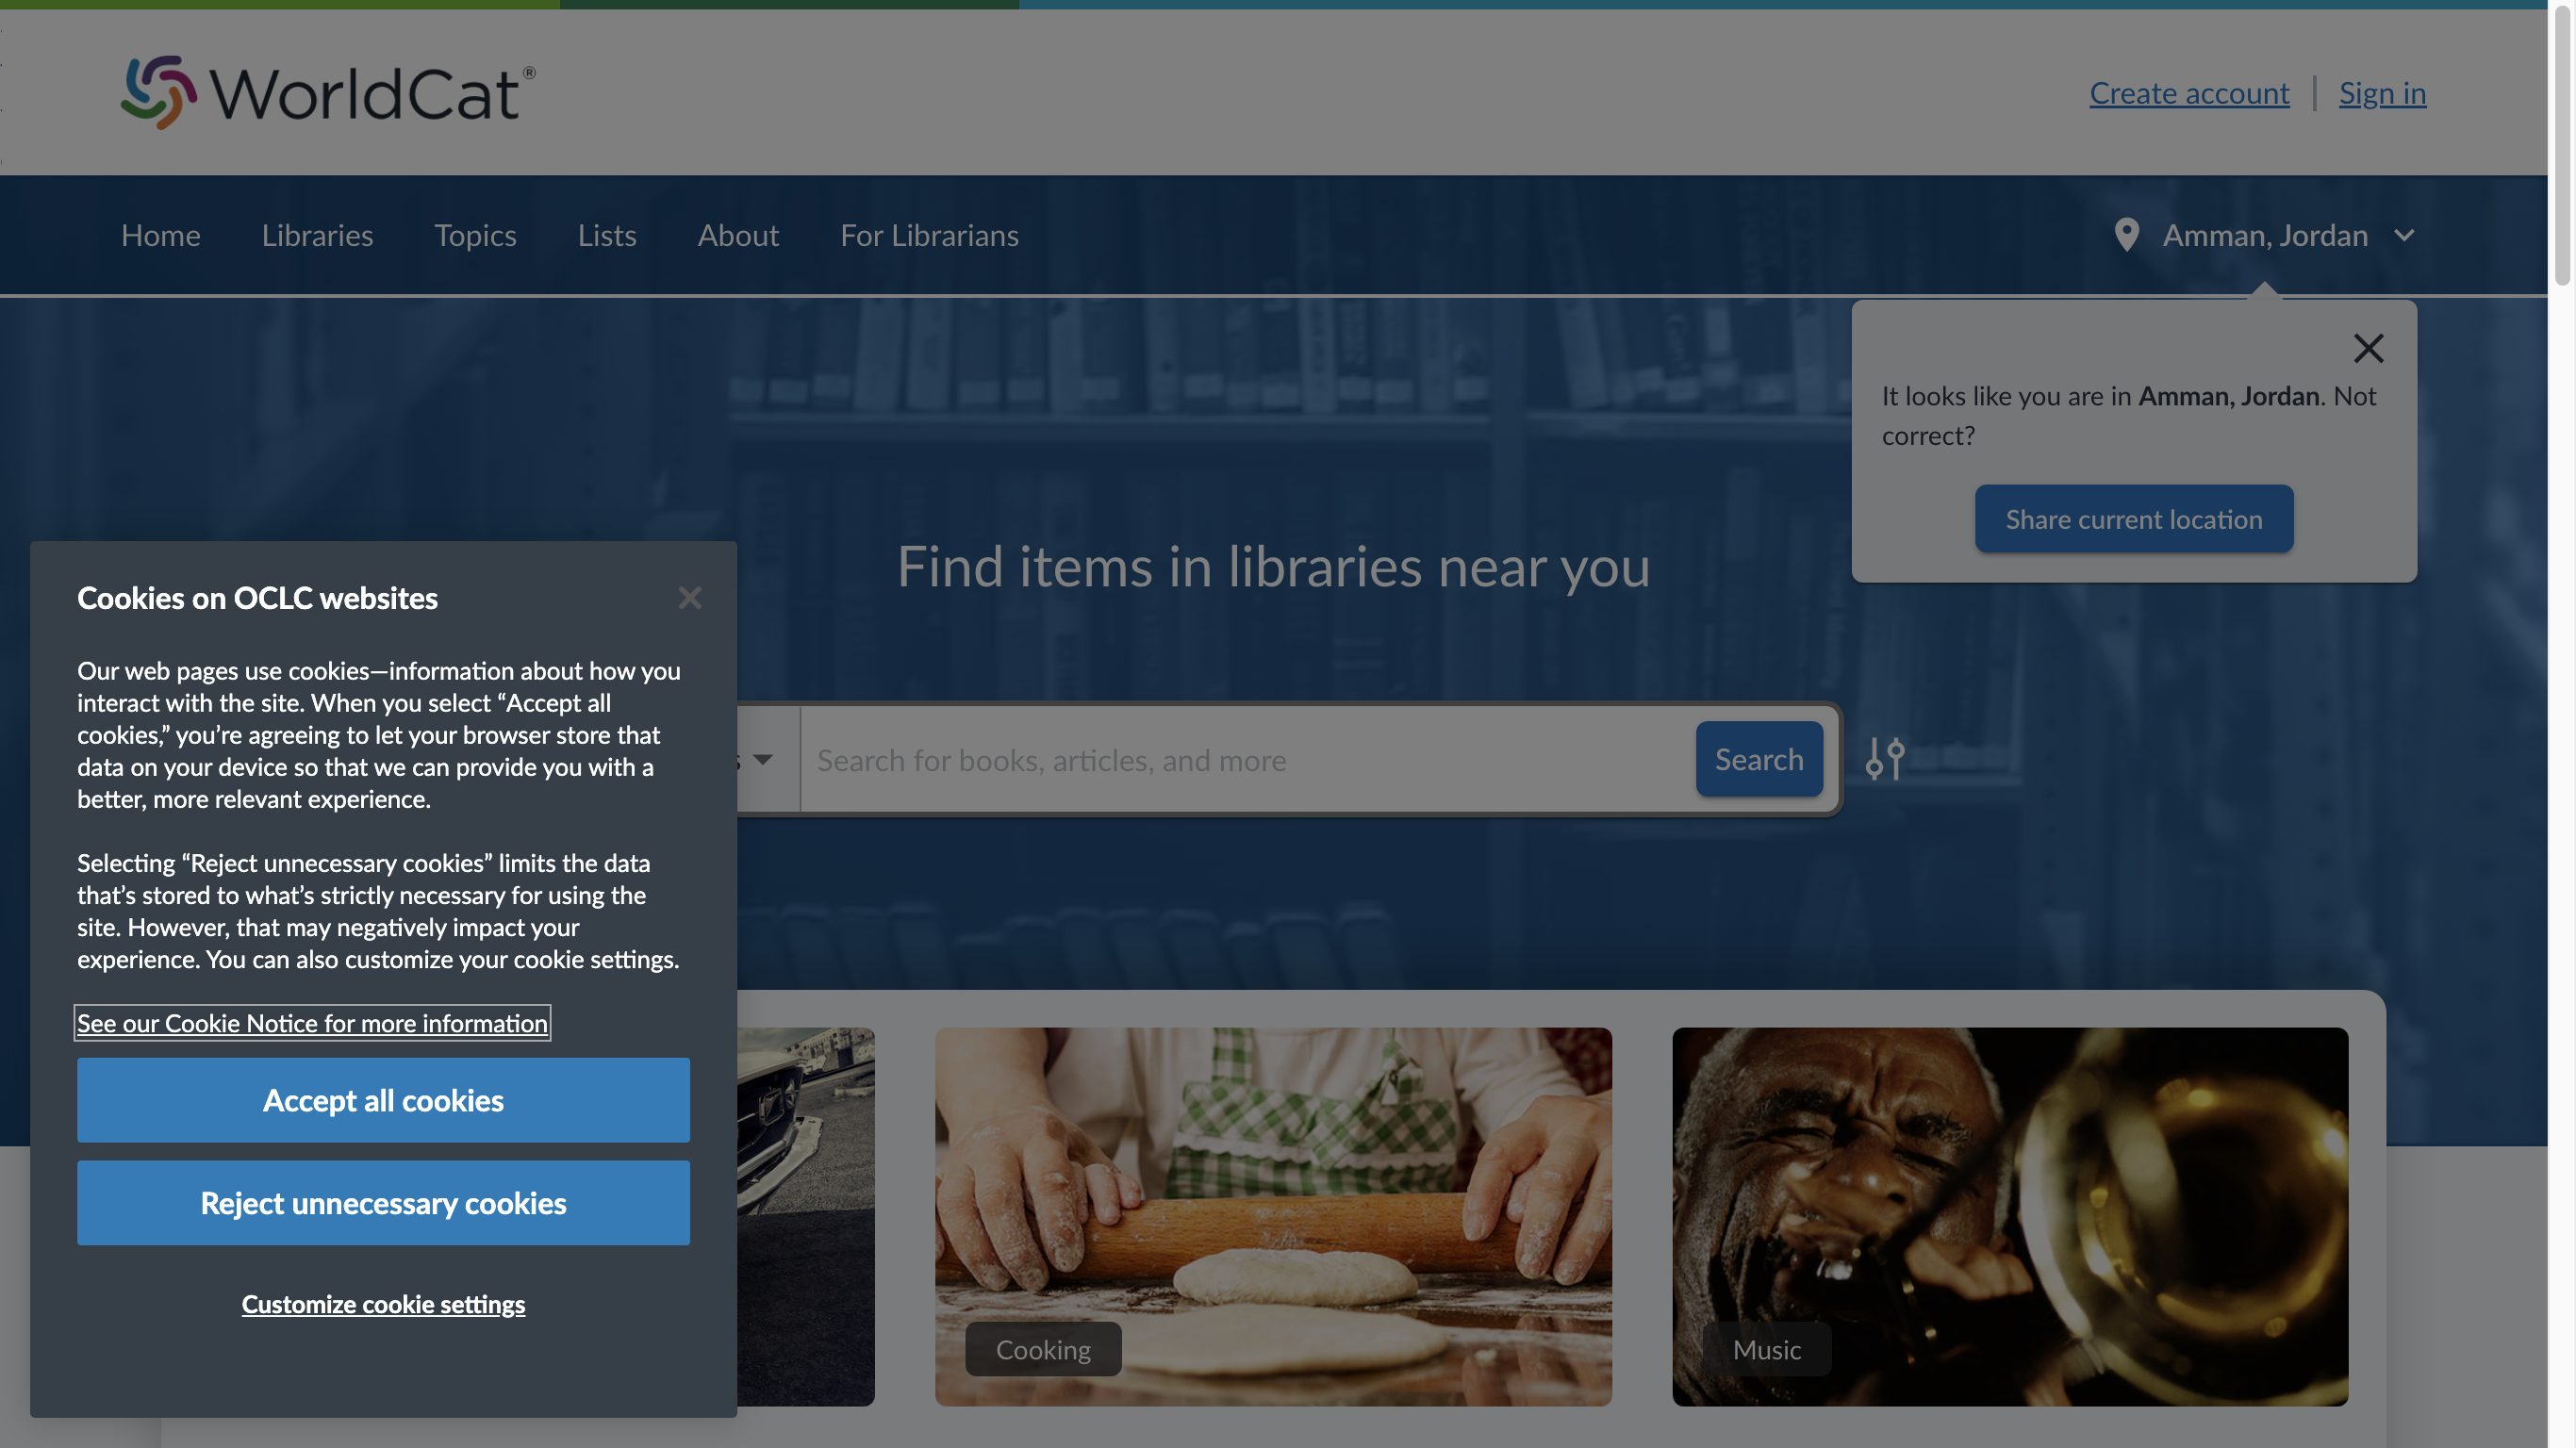 WorldCat®
Create account
Sign in
Home
Libraries
Topics
Lists
About
For Librarians
Amman, Jordan
It looks like you are in Amman, Jordan. Not
correct?
Share current location
Find items in libraries near you
Search for books, articles, and more
Search
Cookies on OCLC websites
Our web pages use cookies—information about how you
interact with the site. When you select “Accept all
cookies,” you’re agreeing to let your browser store that
data on your device so that we can provide you with a
better, more relevant experience.
Selecting “Reject unnecessary cookies” limits the data
that’s stored to what’s strictly necessary for using the
site. However, that may negatively impact your
experience. You can also customize your cookie settings.
See our Cookie Notice for more information
Accept all cookies
Reject unnecessary cookies
Customize cookie settings
Cooking
Music